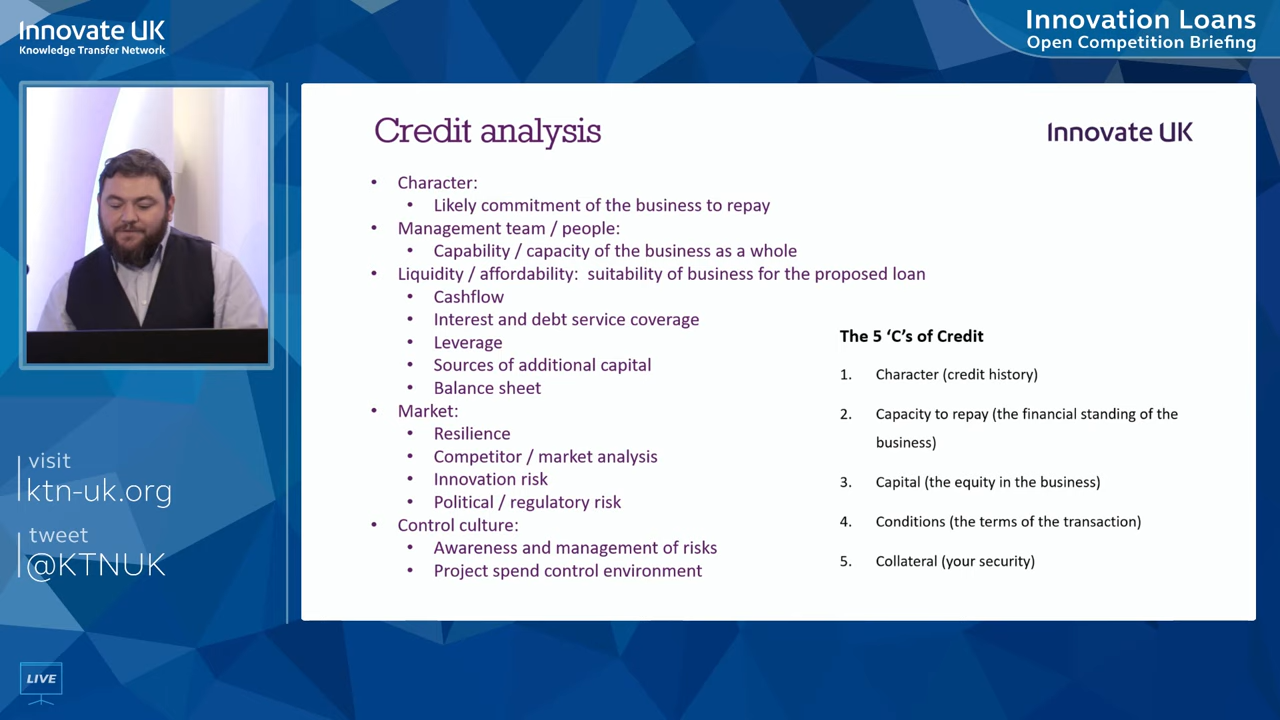 Innovate UK
Knowledge Transfer Network
Innovation Loans
Open Competition Briefing
Credit analysis
Innovate UK
• Character:
• Likely commitment of the business to repay
• Management team / people:
• Capability / capacity of the business as a whole
• Liquidity / affordability: suitability of business for the proposed loan
• Cashflow
• Interest and debt service coverage
• Leverage
• Sources of additional capital
• Balance sheet
• Market:
• Resilience
• Competitor / market analysis
• Innovation risk
• Political / regulatory risk
• Control culture:
• Awareness and management of risks
• Project spend control environment
The 5 ‘C’s of Credit
1. Character (credit history)
2. Capacity to repay (the financial standing of the
business)
3. Capital (the equity in the business)
4. Conditions (the terms of the transaction)
5. Collateral (your security)
visit
ktn-uk.org
tweet
@KTNUK
LIVE